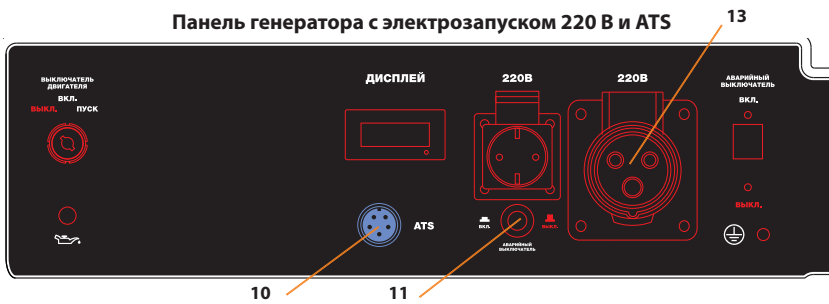 Панель генератора с электрозапуском 220 В и ATS
13
ВЫКЛЮЧАТЕЛЬ
ДВИГАТЕЛЯ
ВКЛ.
ВЫКЛ. ПУСК
ДИСПЛЕЙ
220В
220В
АВАРИЙНЫЙ
ВЫКЛЮЧАТЕЛЬ
ВКЛ.
ВЫКЛ.
ATS
ВКЛ.
ВЫКЛ.
АВАРИЙНЫЙ
ВЫКЛЮЧАТЕЛЬ
10
11